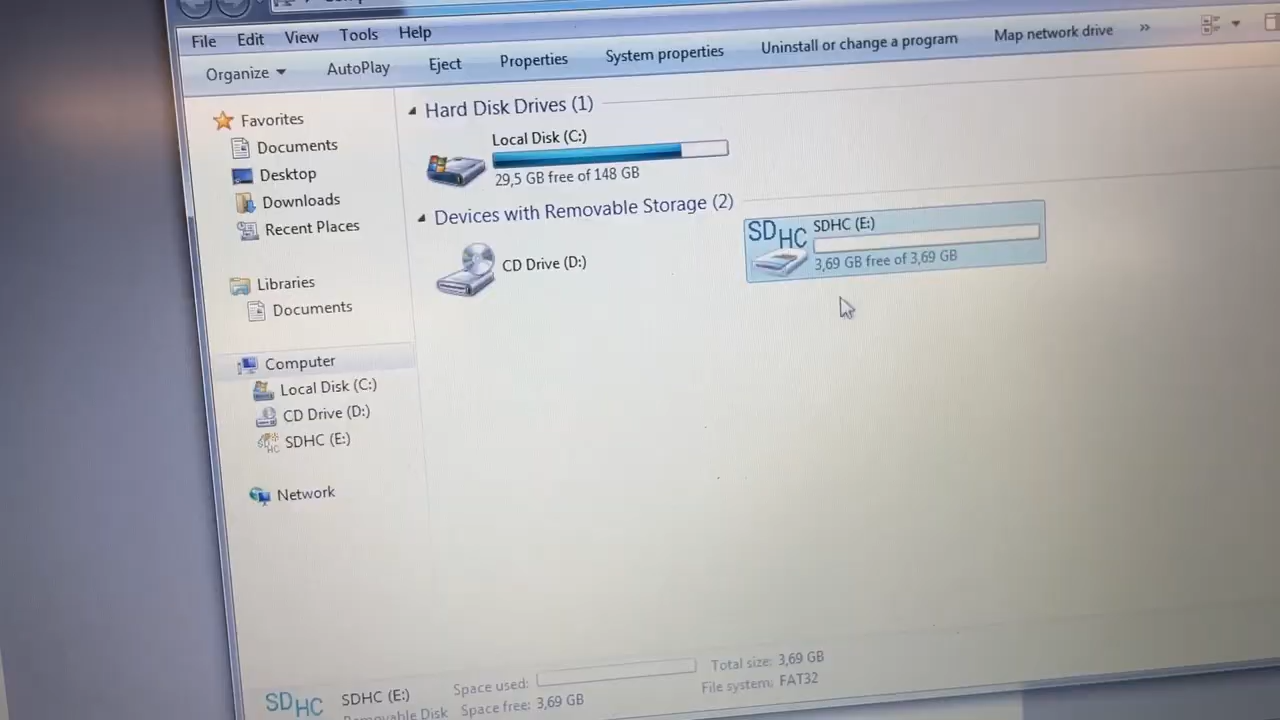 File Edit View Tools Help
Organize AutoPlay Eject Properties System properties Uninstall or change a program Map network drive »
Favorites
Documents
Desktop
Downloads
Recent Places
Libraries
Documents
Computer
Local Disk (C:)
CD Drive (D:)
SDHC (E:)
Network
Hard Disk Drives (1)
Local Disk (C:)
29,5 GB free of 148 GB
Devices with Removable Storage (2)
CD Drive (D:)
SDHC
SDHC (E:)
3,69 GB free of 3,69 GB
SDHC
SDHC (E:) Space used: Total size: 3,69 GB
Removable Disk Space free: 3,69 GB File system: FAT32